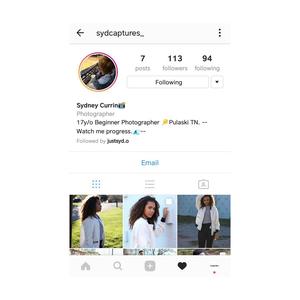 sydcaptures_
7 113 94
posts followers following
Following
Sydney Currin📸
Photographer
17y/o Beginner Photographer 🔑Pulaski TN. --
Watch me progress.🌊--
Followed by justsyd.o
Email